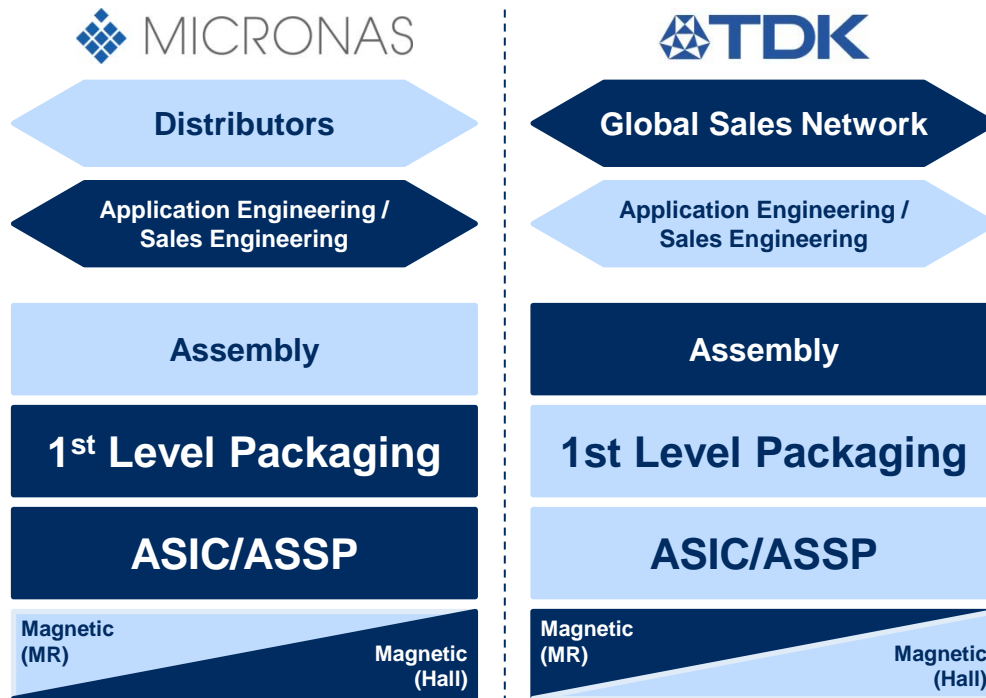 MICRONAS
Distributors
Application Engineering /
Sales Engineering
Assembly
1st Level Packaging
ASIC/ASSP
Magnetic
(MR)
Magnetic
(Hall)
TDK
Global Sales Network
Application Engineering /
Sales Engineering
Assembly
1st Level Packaging
ASIC/ASSP
Magnetic
(MR)
Magnetic
(Hall)